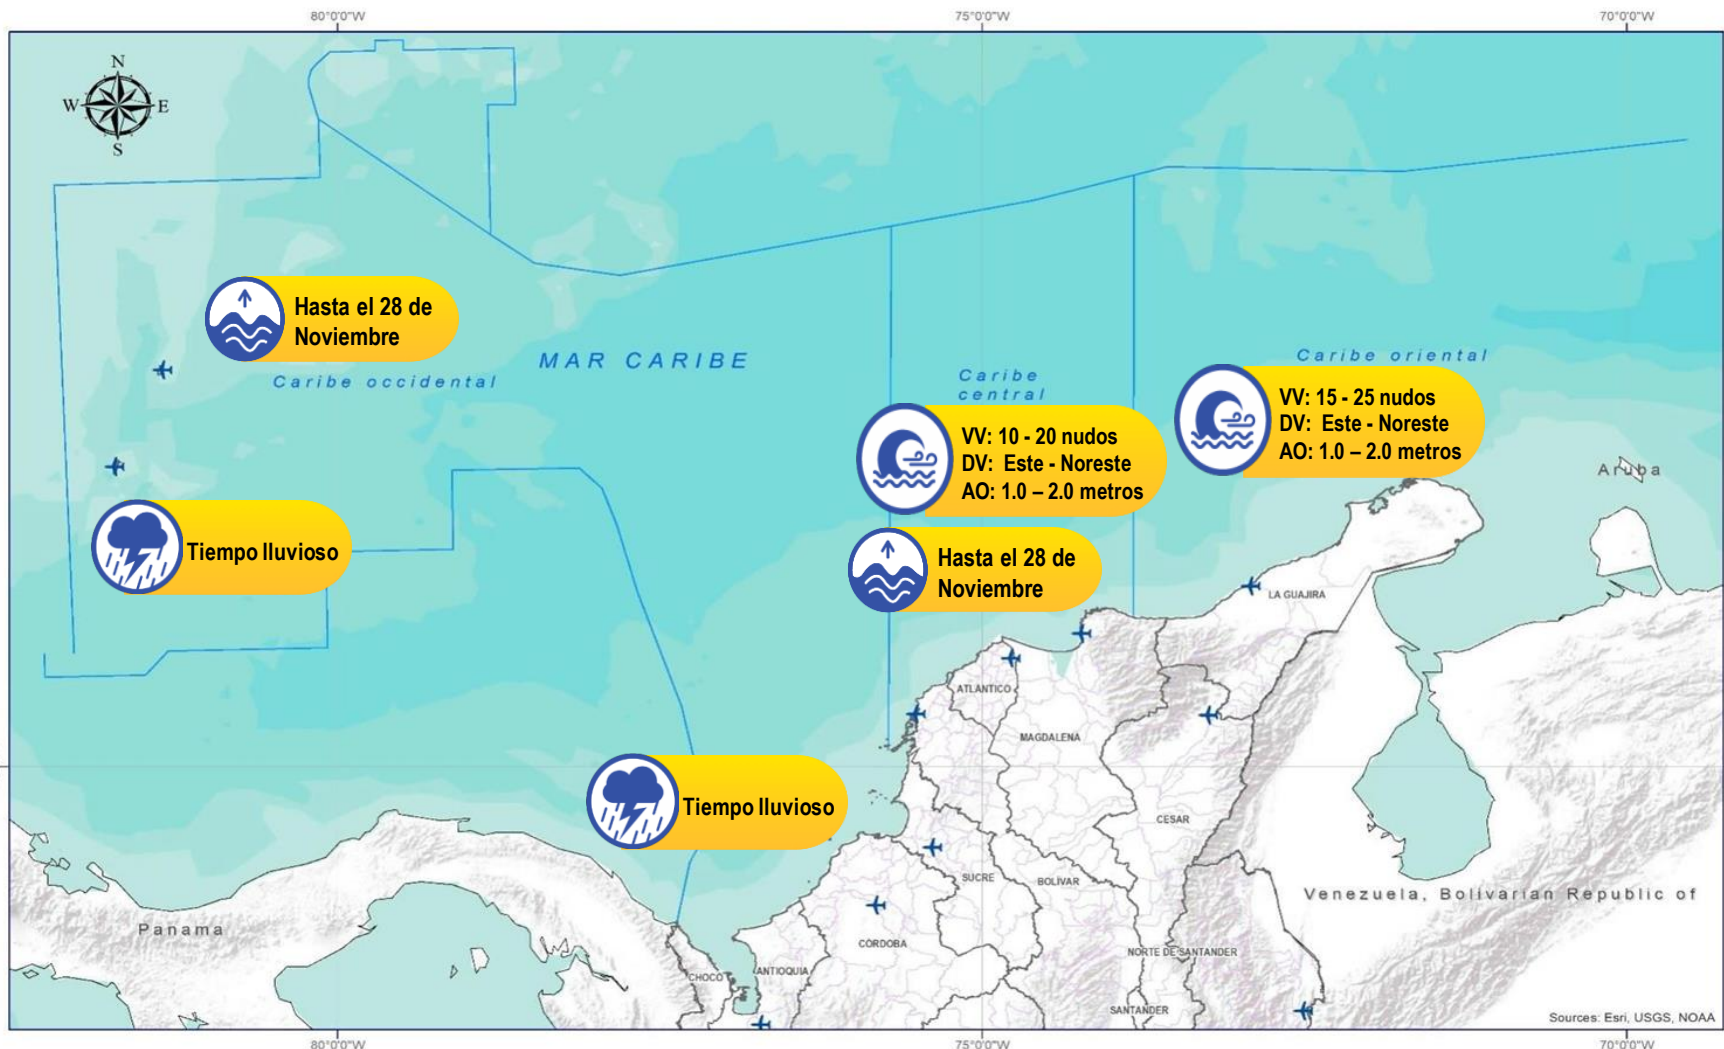 80°0'0"W
75°0'0"W
70°0'0"W
N
W
E
S
Hasta el 28 de
Noviembre
MAR CARIBE
Caribe occidental
Caribe
central
Caribe oriental
VV: 10 - 20 nudos
DV: Este - Noreste
AO: 1.0 – 2.0 metros
VV: 15 - 25 nudos
DV: Este - Noreste
AO: 1.0 – 2.0 metros
Aruba
Tiempo lluvioso
Hasta el 28 de
Noviembre
LA GUAJIRA
ATLANTICO
MAGDALENA
Tiempo lluvioso
CESAR
SUCRE
BOLIVAR
Venezuela, Bolivarian Republic of
Panama
CÓRDOBA
NORTE DE SANTANDER
CHOCO
ANTIOQUIA
SANTANDER
Sources: Esri, USGS, NOAA
80°0'0"W
75°0'0"W
70°0'0"W